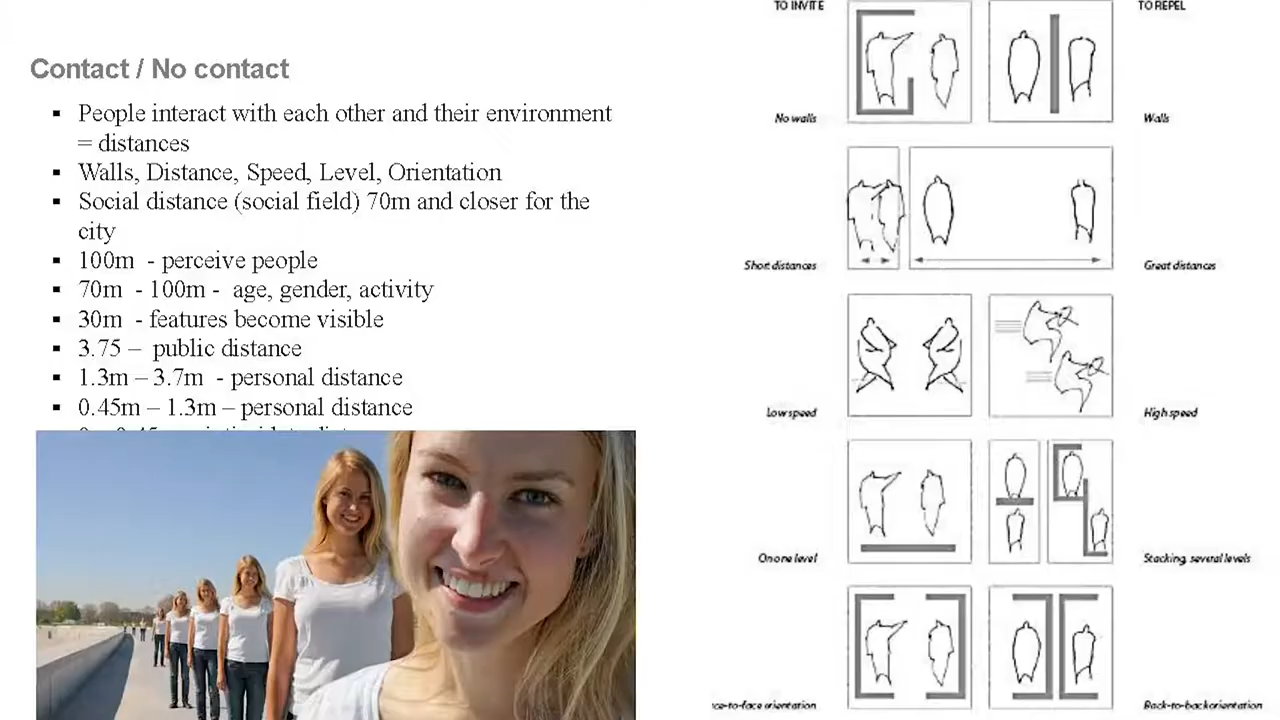 Contact / No contact
▪ People interact with each other and their environment
= distances
▪ Walls, Distance, Speed, Level, Orientation
▪ Social distance (social field) 70m and closer for the
city
▪ 100m - perceive people
▪ 70m - 100m - age, gender, activity
▪ 30m - features become visible
▪ 3.75 – public distance
▪ 1.3m – 3.7m - personal distance
▪ 0.45m – 1.3m – personal distance
TO INVITE
TO REPEL
No walls
Walls
Short distances
Great distances
Low speed
High speed
On one level
Stacking, several levels
ce-to-face orientation
Back-to-back orientation